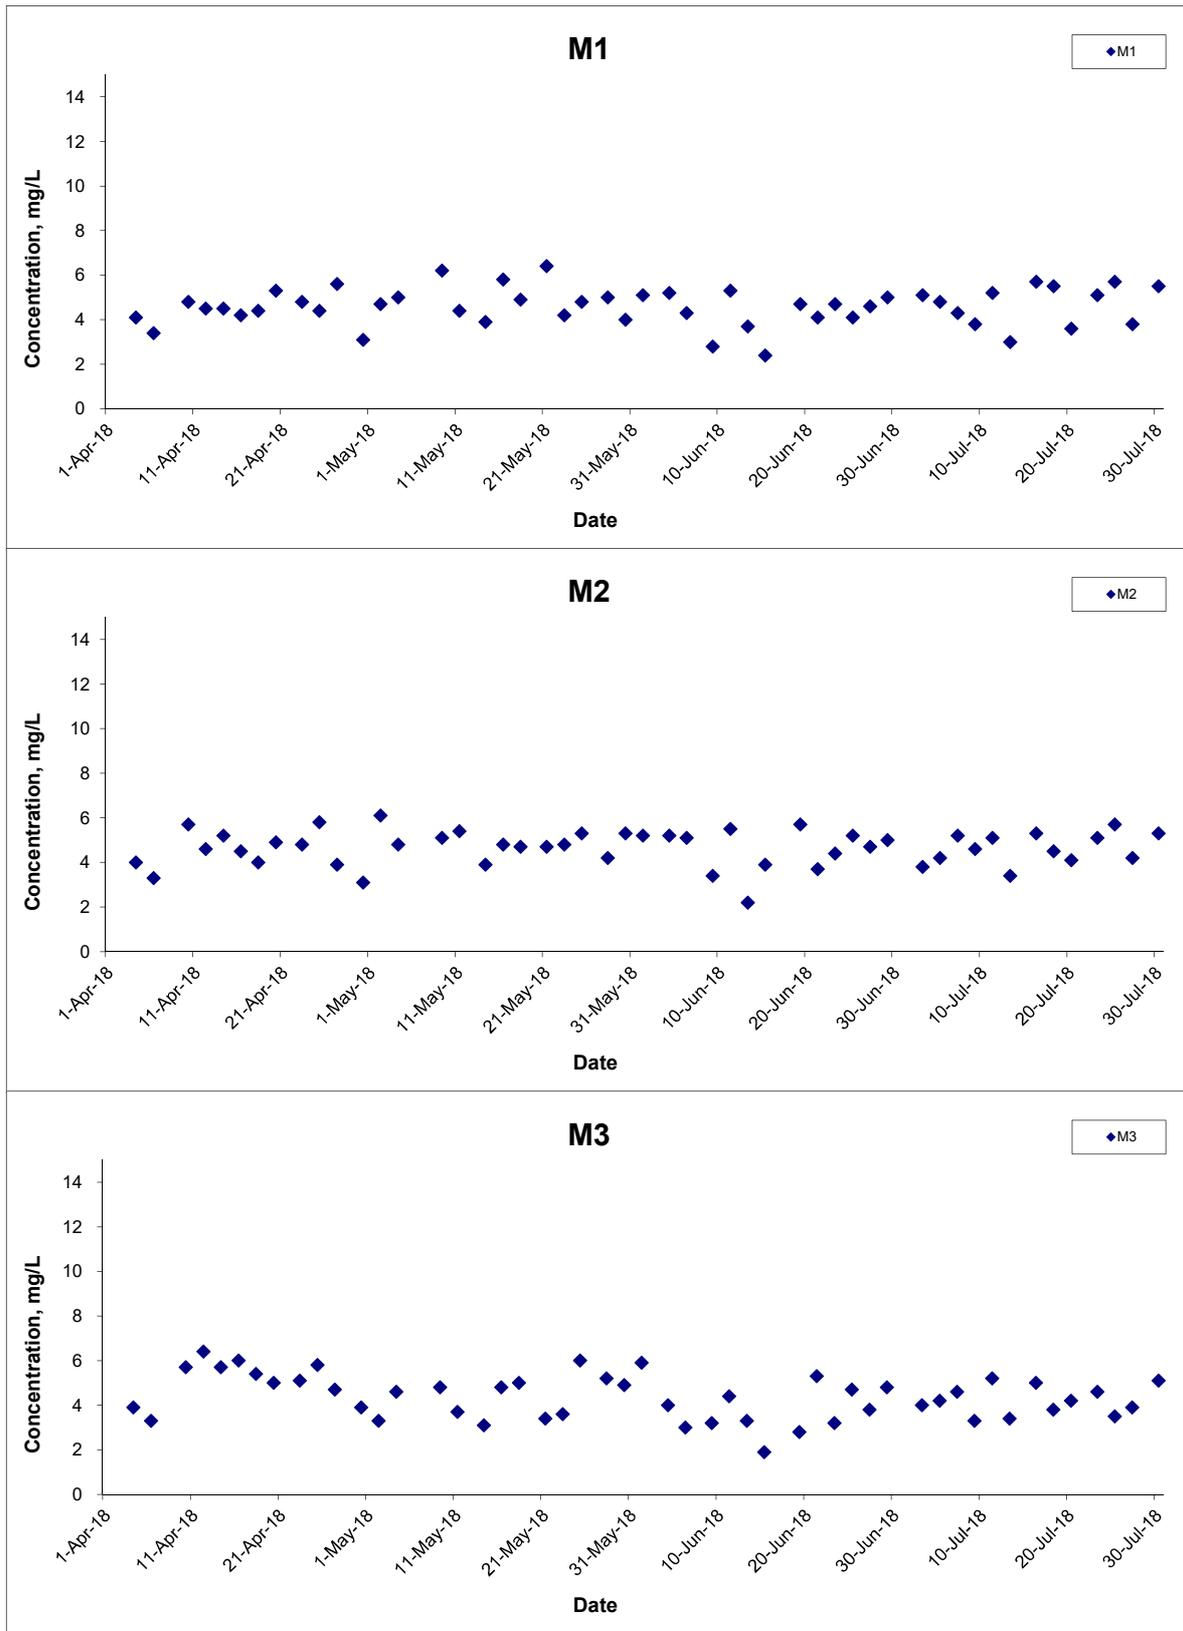 M1
M1
14
12
10
8
6
4
2
0
Concentration, mg/L
1-Apr-18
11-Apr-18
21-Apr-18
1-May-18
11-May-18
21-May-18
31-May-18
10-Jun-18
20-Jun-18
30-Jun-18
10-Jul-18
20-Jul-18
30-Jul-18
Date
M2
M2
14
12
10
8
6
4
2
0
Concentration, mg/L
1-Apr-18
11-Apr-18
21-Apr-18
1-May-18
11-May-18
21-May-18
31-May-18
10-Jun-18
20-Jun-18
30-Jun-18
10-Jul-18
20-Jul-18
30-Jul-18
Date
M3
M3
14
12
10
8
6
4
2
0
Concentration, mg/L
1-Apr-18
11-Apr-18
21-Apr-18
1-May-18
11-May-18
21-May-18
31-May-18
10-Jun-18
20-Jun-18
30-Jun-18
10-Jul-18
20-Jul-18
30-Jul-18
Date